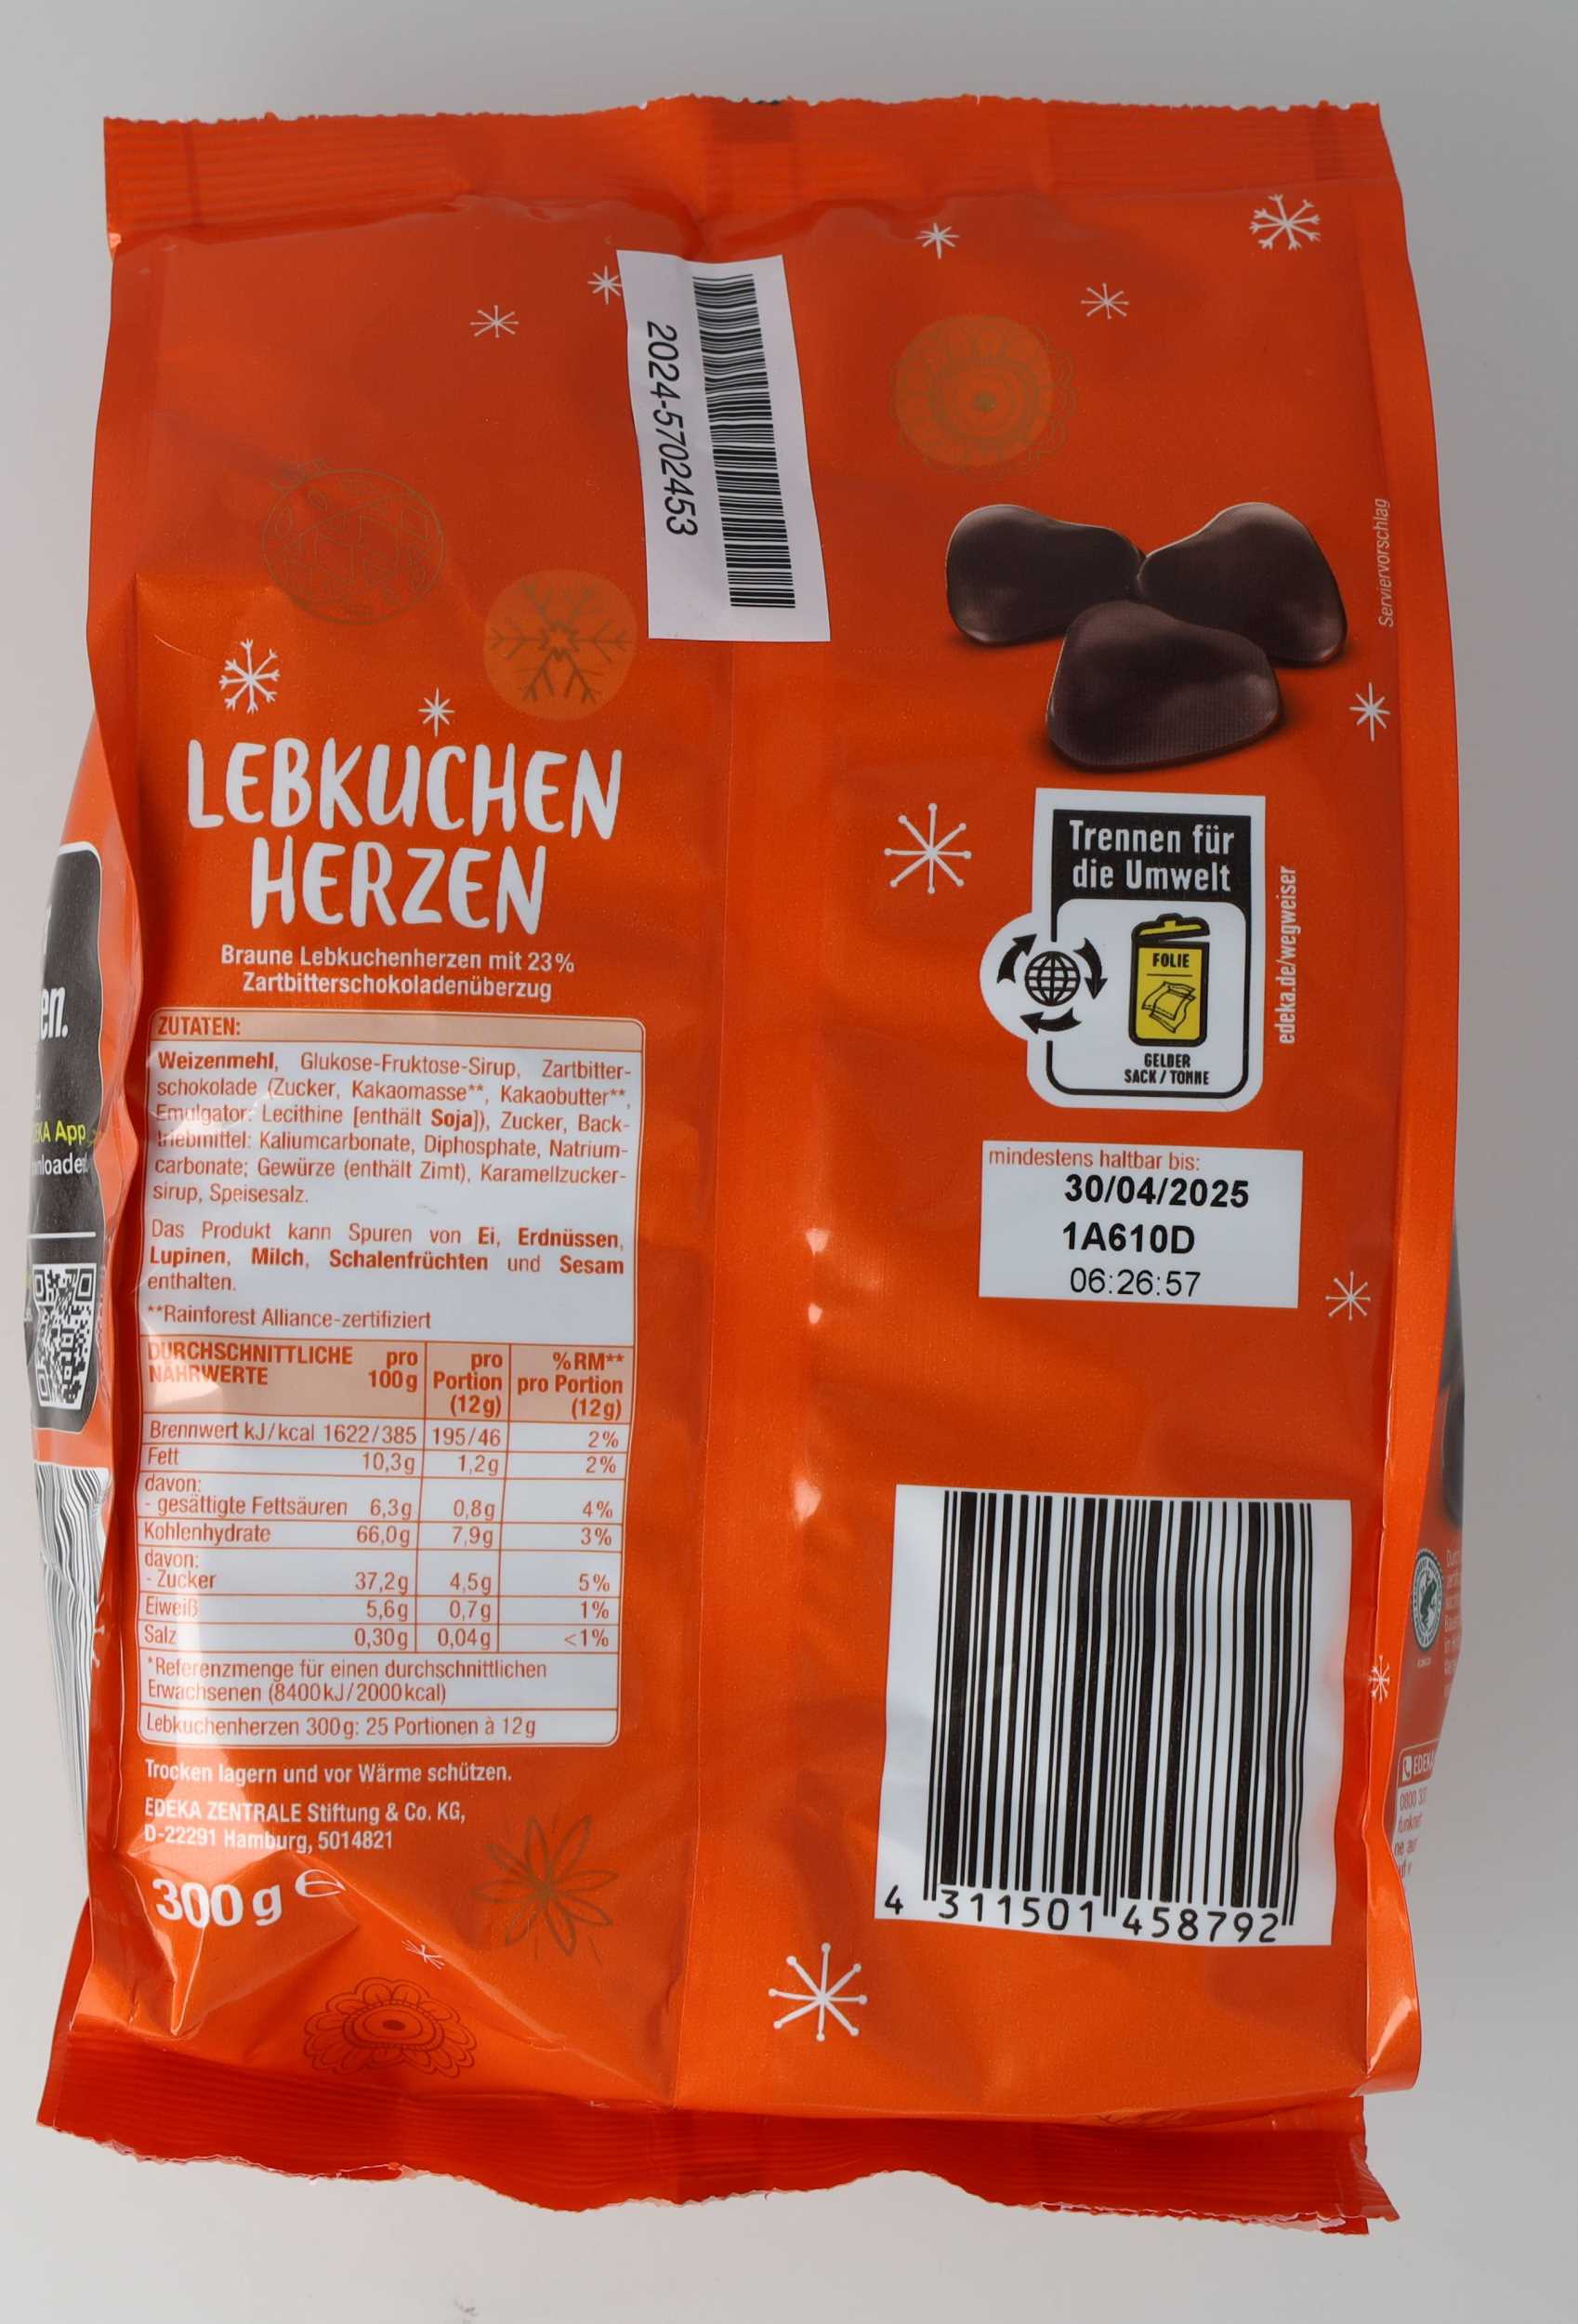 2024-5702453
Serviervorschlag
LEBKUCHEN
HERZEN
Braune Lebkuchenherzen mit 23%
Zartbitterschokoladenüberzug
ZUTATEN:
Weizenmehl, Glukose-Fruktose-Sirup, Zartbitter-
schokolade (Zucker, Kakaomasse**, Kakaobutter**,
Emulgator: Lecithine [enthält Soja]), Zucker, Back-
triebmittel: Kaliumcarbonate, Diphosphate, Natrium-
carbonate; Gewürze (enthält Zimt), Karamellzucker-
sirup, Speisesalz.
Das Produkt kann Spuren von Ei, Erdnüssen,
Lupinen, Milch, Schalenfrüchten und Sesam
enthalten.
**Rainforest Alliance-zertifiziert
DURCHSCHNITTLICHE pro pro %RM**
NÄHRWERTE 100g Portion pro Portion
(12g) (12g)
Brennwert kJ/kcal 1622/385 195/46 2%
Fett 10,3g 1,2g 2%
davon:
- gesättigte Fettsäuren 6,3g 0,8g 4%
Kohlenhydrate 66,0g 7,9g 3%
davon:
- Zucker 37,2g 4,5g 5%
Eiweiß 5,6g 0,7g 1%
Salz 0,30g 0,04g <1%
*Referenzmenge für einen durchschnittlichen
Erwachsenen (8400kJ/2000kcal)
Lebkuchenherzen 300g: 25 Portionen à 12g
Trocken lagern und vor Wärme schützen.
EDEKA ZENTRALE Stiftung & Co. KG,
D-22291 Hamburg, 5014821
300g e
Trennen für
die Umwelt
FOLIE
GELBER
SACK / TONNE
edeka.de/wegweiser
mindestens haltbar bis:
30/04/2025
1A610D
06:26:57
4 311501 458792
en.
App
EDEKA
0800